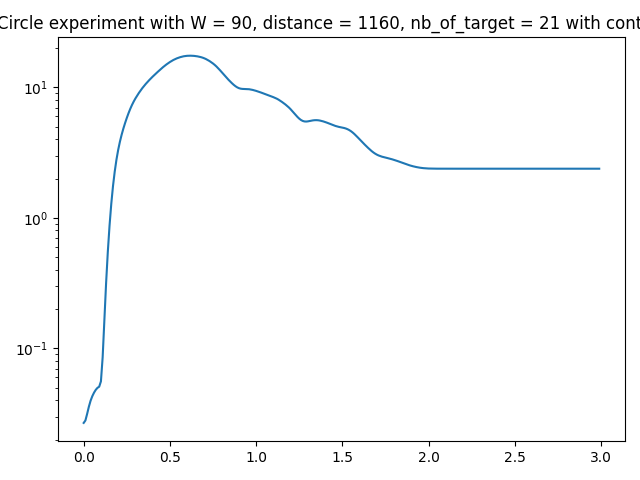 Circle experiment with W = 90, distance = 1160, nb_of_target = 21 with cont
10¹
10⁰
10⁻¹
0.0 0.5 1.0 1.5 2.0 2.5 3.0